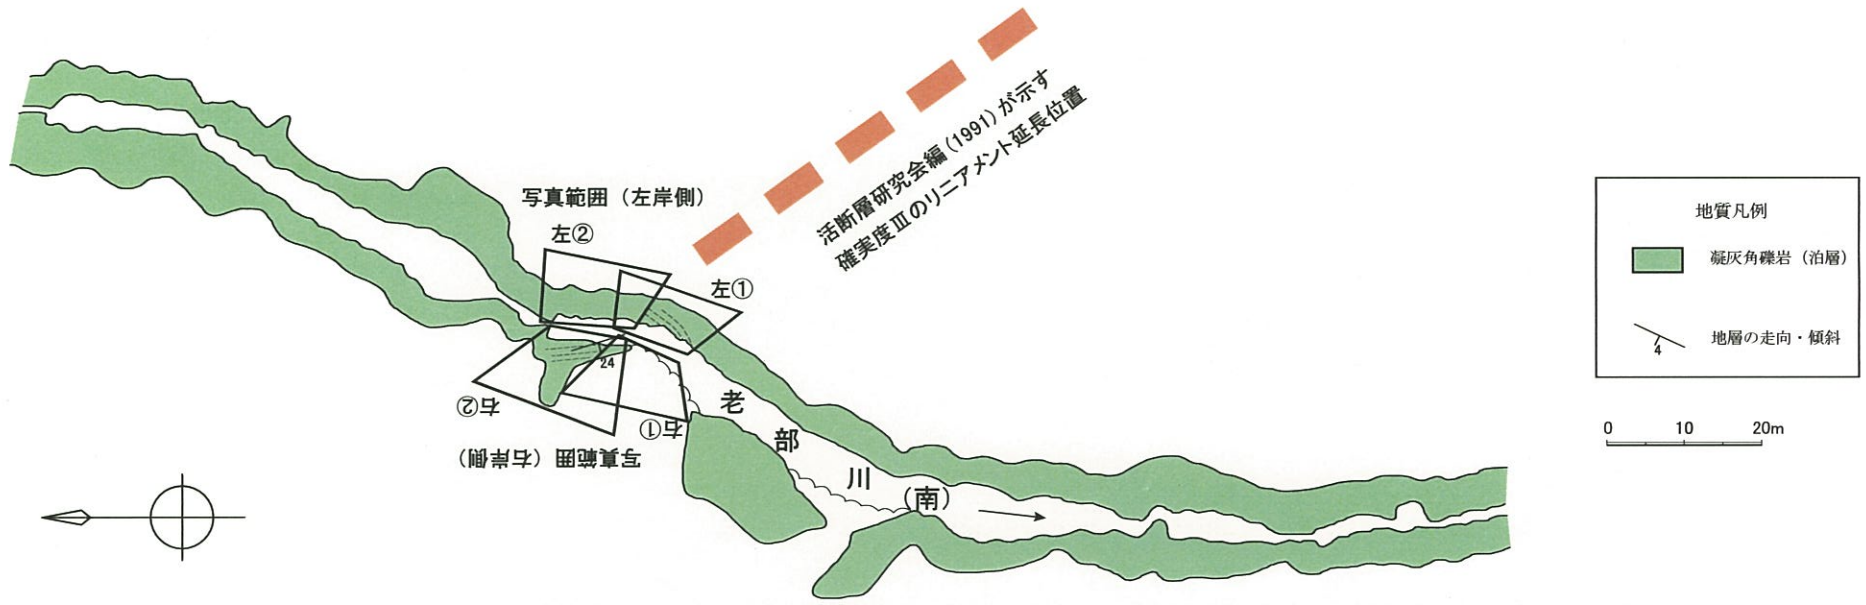 活断層研究会編(1991)が示す
確実度Ⅲのリニアメント延長位置
写真範囲(左岸側)
左②
左①
24
右②
右①
写真範囲(右岸側)
老部川(南)
地質凡例
凝灰角礫岩(泊層)
4
地層の走向・傾斜
0 10 20m